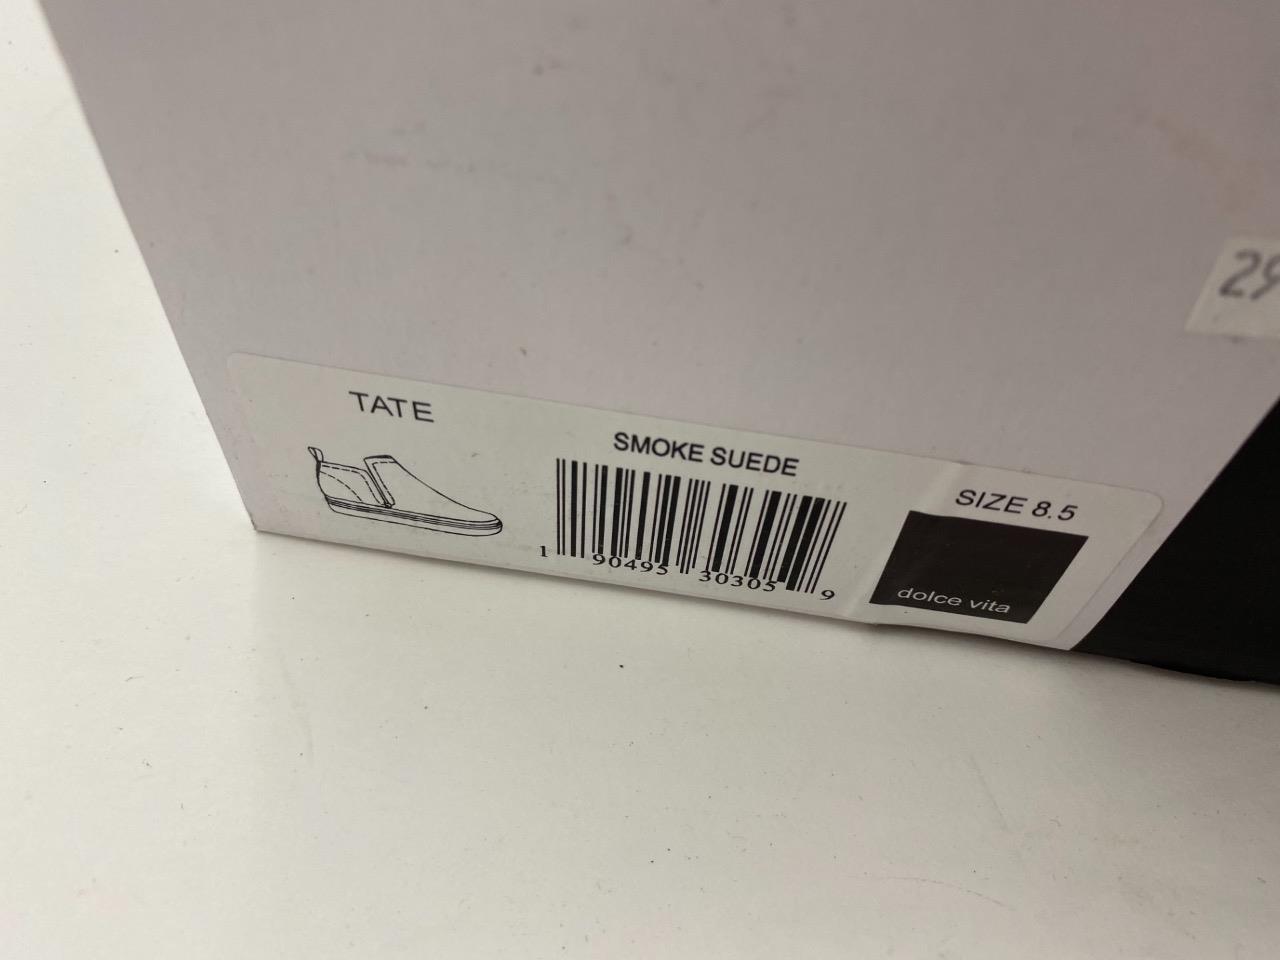 TATE
SMOKE SUEDE
1 90495 30305 9
SIZE 8.5
dolce vita